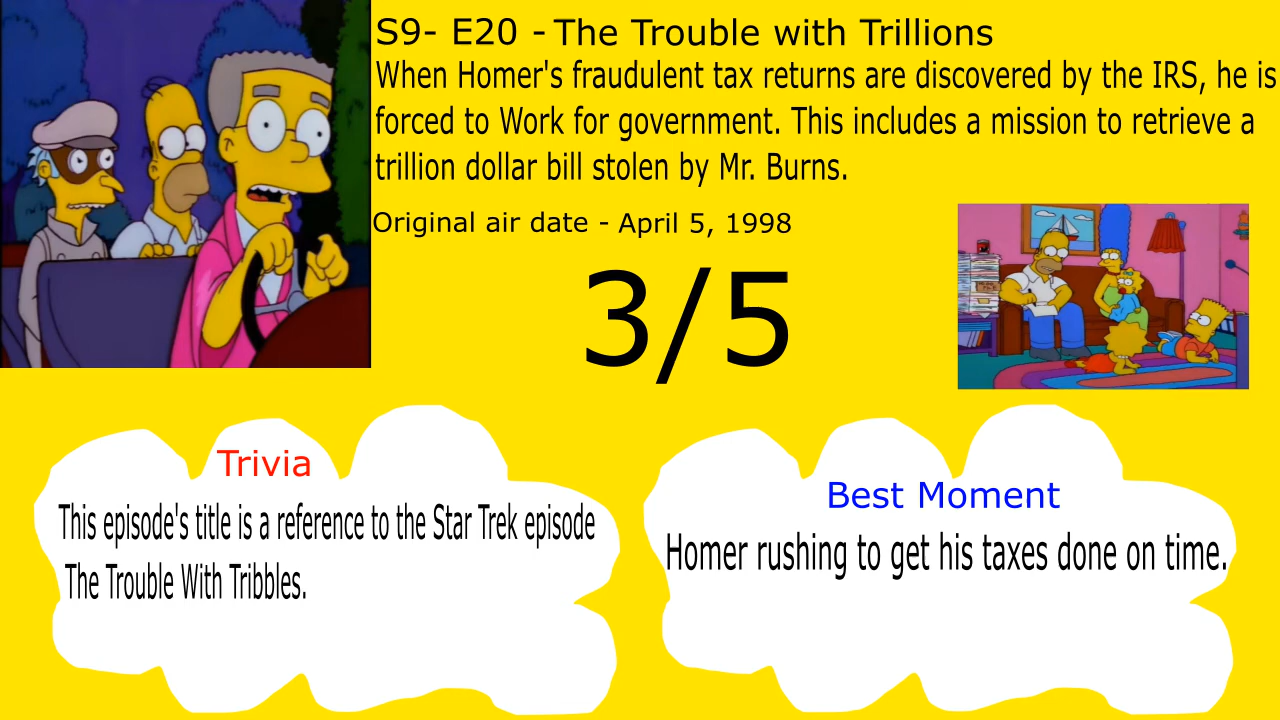 S9- E20 - The Trouble with Trillions
When Homer's fraudulent tax returns are discovered by the IRS, he is
forced to Work for government. This includes a mission to retrieve a
trillion dollar bill stolen by Mr. Burns.
Original air date - April 5, 1998
3/5
Trivia
This episode's title is a reference to the Star Trek episode
The Trouble With Tribbles.
Best Moment
Homer rushing to get his taxes done on time.